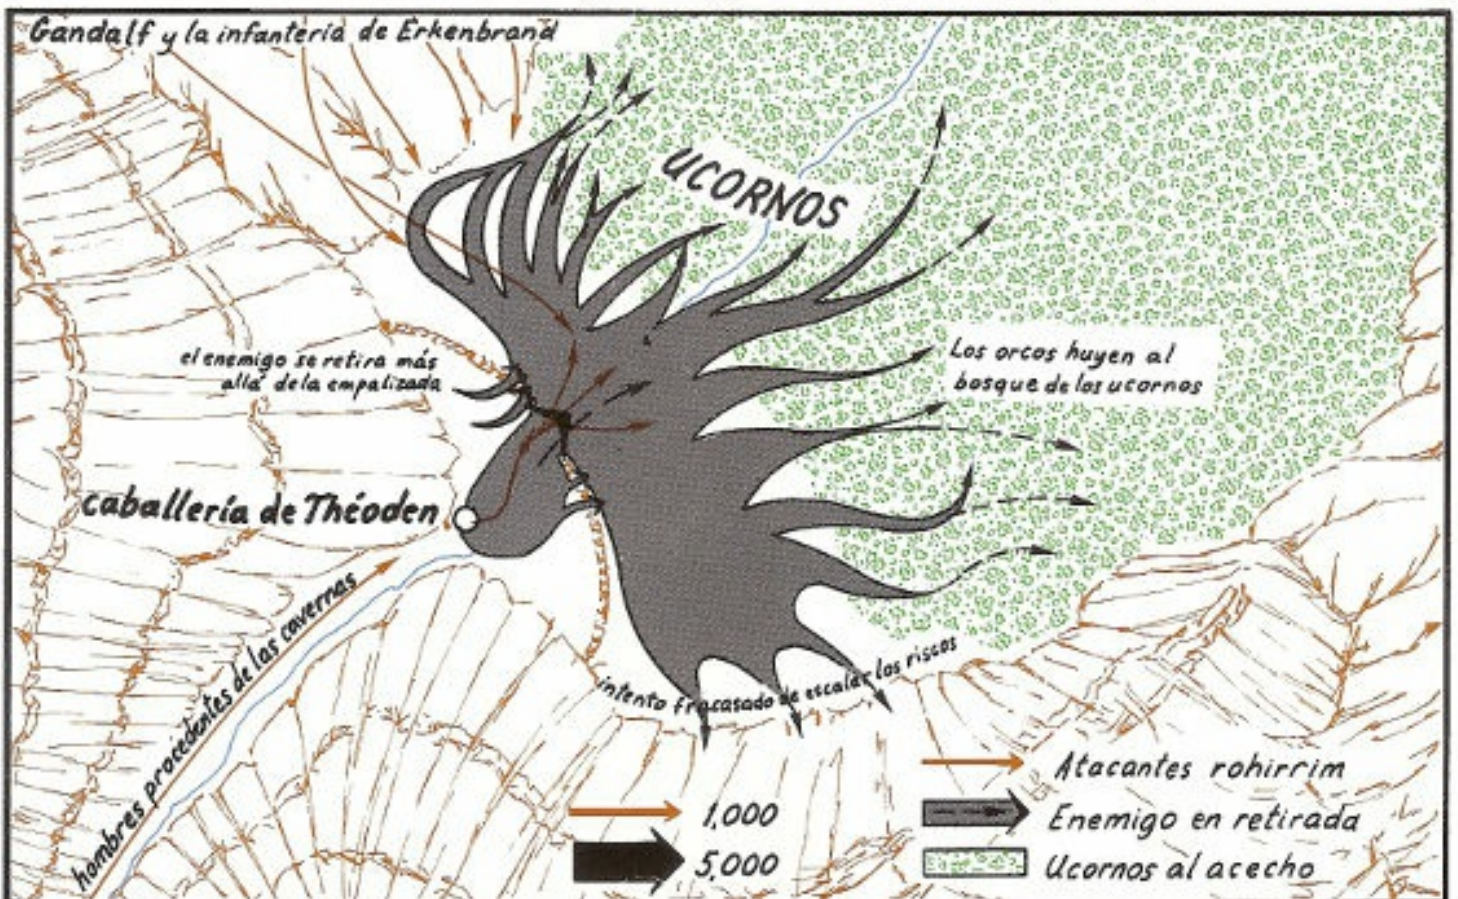 Gandalf y la infantería de Erkenbrand
UCORNOS
el enemigo se retira más
allá de la empalizada
Los orcos huyen al
bosque de los ucornos
caballería de Théoden
hombres procedentes de las cavernas
intento fracasado de escalar los riscos
Atacantes rohirrim
1,000
Enemigo en retirada
5,000
Ucornos al acecho